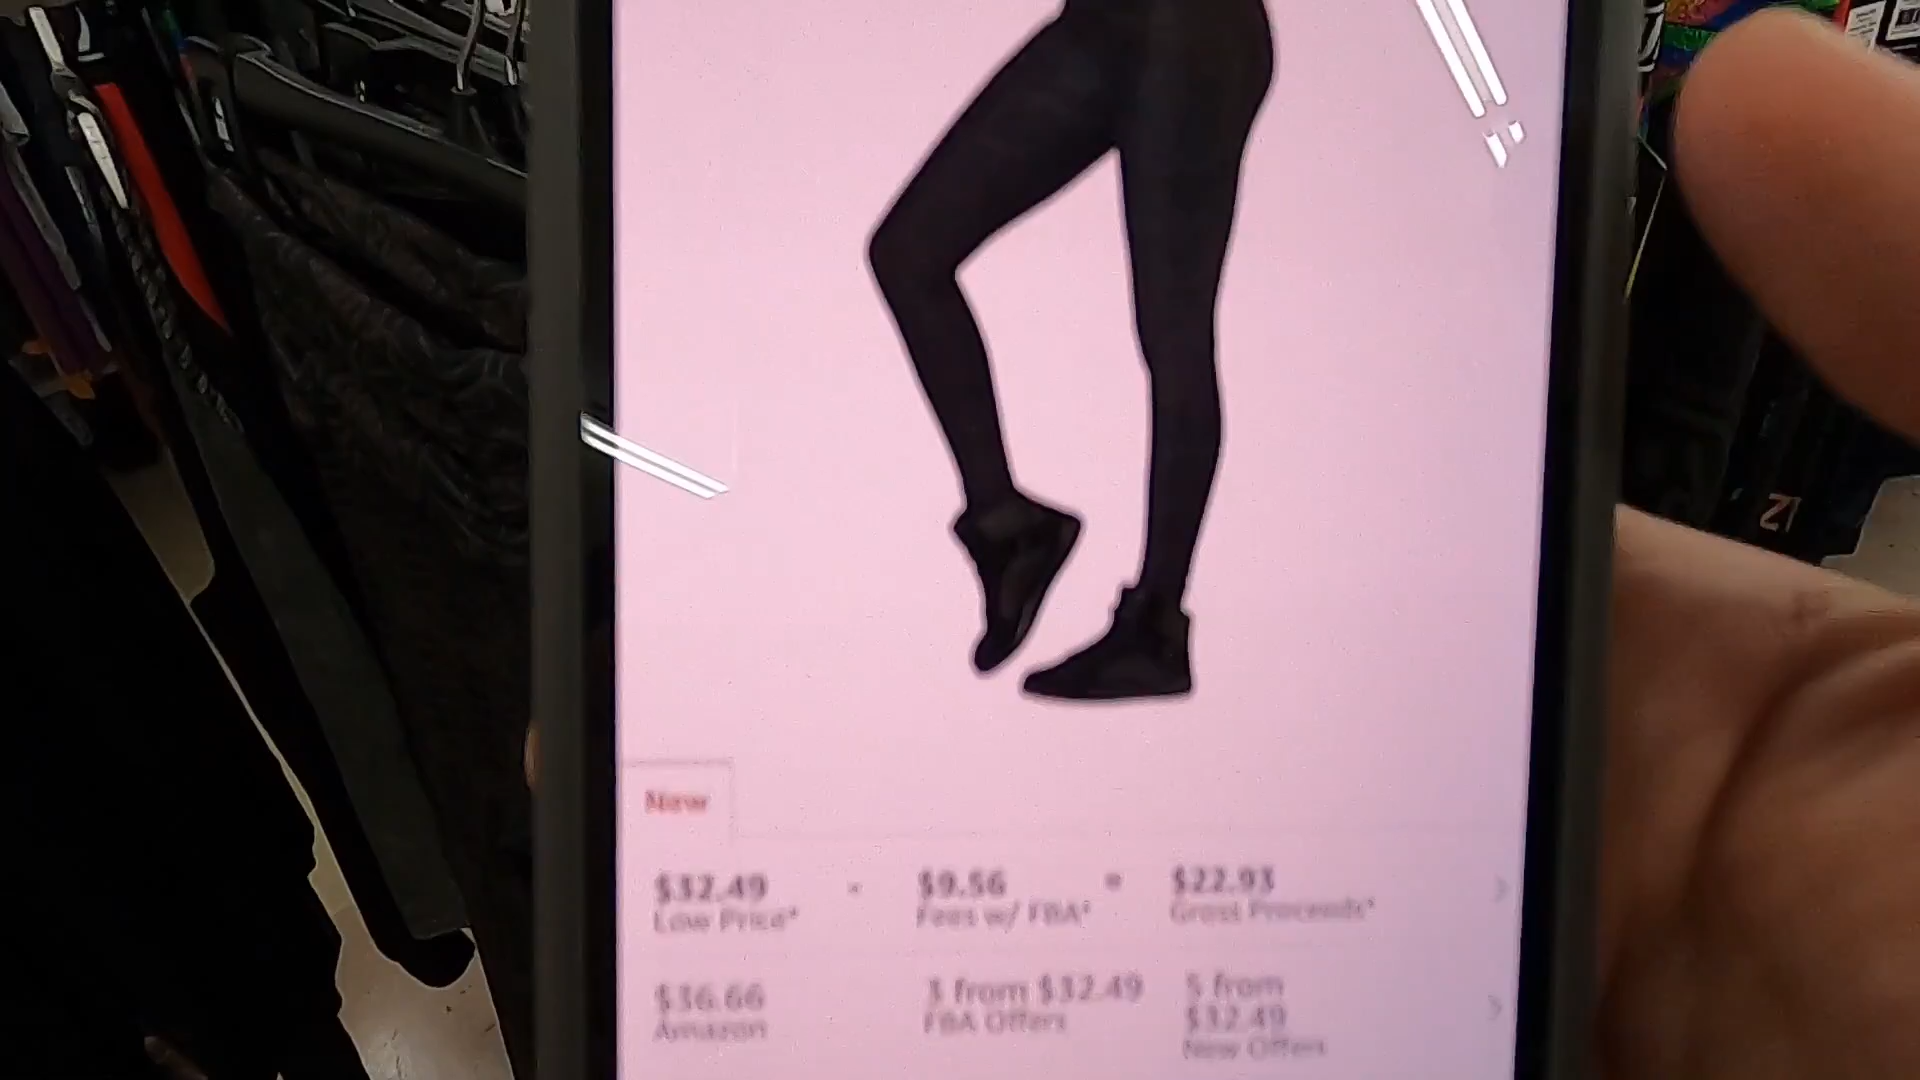 New
$32.49 - $9.56 = $22.93
Low Price* Fees w/ FBA* Gross Proceeds*
$36.66 3 from $32.49 5 from
Amazon FBA Offers $32.49
New Offers